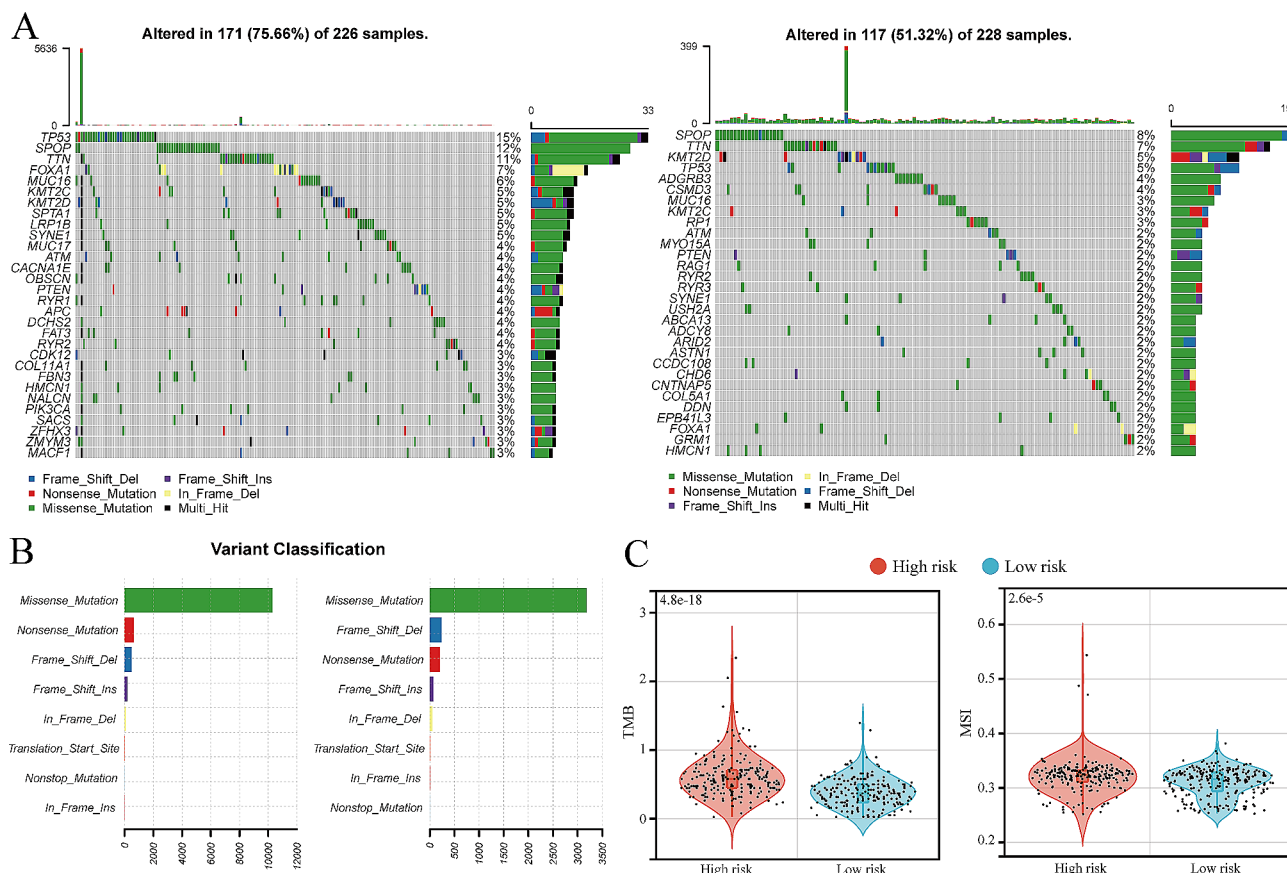 A
Altered in 171 (75.66%) of 226 samples.
5636
0
0
33
TP53 15%
SPOP 12%
TTN 11%
FOXA1 7%
MUC16 6%
KMT2C 5%
KMT2D 5%
SPTA1 5%
LRP1B 5%
SYNE1 5%
MUC17 4%
ATM 4%
CACNA1E 4%
OBSCN 4%
PTEN 4%
RYR1 4%
APC 4%
DCHS2 4%
FAT3 4%
RYR2 4%
CDK12 3%
COL11A1 3%
FBN3 3%
HMCN1 3%
NALCN 3%
PIK3CA 3%
SACS 3%
ZFHX3 3%
ZMYM3 3%
MACF1 3%
Frame_Shift_Del Frame_Shift_Ins
Nonsense_Mutation In_Frame_Del
Missense_Mutation Multi_Hit
Altered in 117 (51.32%) of 228 samples.
399
0
0
SPOP 8%
TTN 7%
KMT2D 5%
TP53 5%
ADGRB3 4%
CSMD3 4%
MUC16 3%
KMT2C 3%
RP1 3%
ATM 2%
MYO15A 2%
PTEN 2%
RAG1 2%
RYR2 2%
RYR3 2%
SYNE1 2%
USH2A 2%
ABCA13 2%
ADCY8 2%
ARID2 2%
ASTN1 2%
CCDC108 2%
CHD6 2%
CNTNAP5 2%
COL5A1 2%
DDN 2%
EPB41L3 2%
FOXA1 2%
GRM1 2%
HMCN1 2%
Missense_Mutation In_Frame_Del
Nonsense_Mutation Frame_Shift_Del
Frame_Shift_Ins Multi_Hit
B
Variant Classification
Missense_Mutation
Nonsense_Mutation
Frame_Shift_Del
Frame_Shift_Ins
In_Frame_Del
Translation_Start_Site
Nonstop_Mutation
In_Frame_Ins
0 2000 4000 6000 8000 10000 12000
Missense_Mutation
Frame_Shift_Del
Nonsense_Mutation
Frame_Shift_Ins
In_Frame_Del
Translation_Start_Site
In_Frame_Ins
Nonstop_Mutation
0 500 1000 1500 2000 2500 3000 3500
C
High risk Low risk
4.8e-18
TMB
3
2
1
0
High risk Low risk
2.6e-5
MSI
0.6
0.5
0.4
0.3
0.2
High risk Low risk